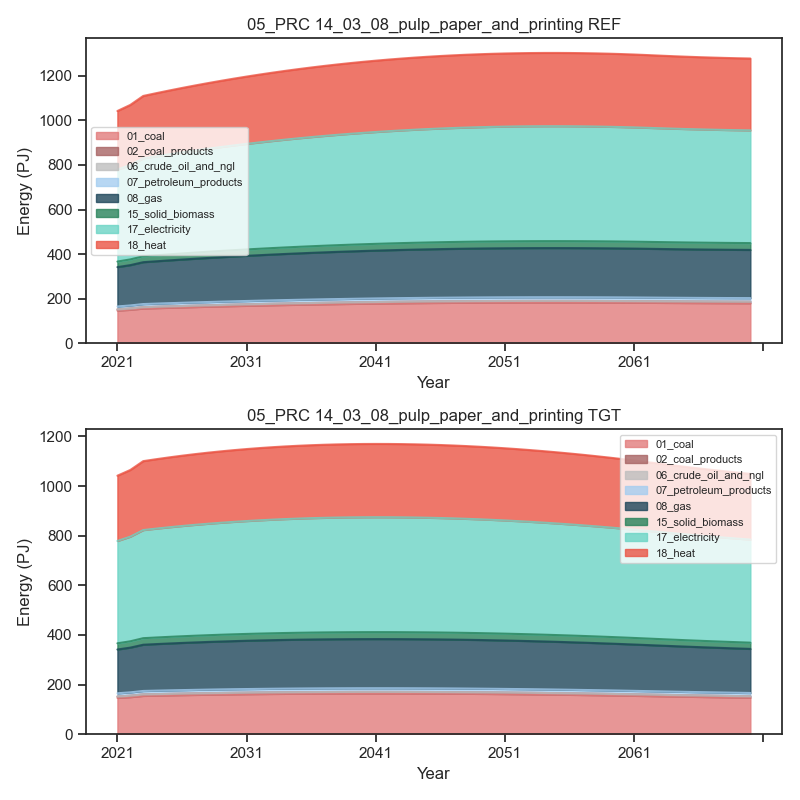 05_PRC 14_03_08_pulp_paper_and_printing REF
1200
1000
800
600
400
200
0
Energy (PJ)
01_coal
02_coal_products
06_crude_oil_and_ngl
07_petroleum_products
08_gas
15_solid_biomass
17_electricity
18_heat
2021 2031 2041 2051 2061
Year
05_PRC 14_03_08_pulp_paper_and_printing TGT
1200
1000
800
600
400
200
0
Energy (PJ)
01_coal
02_coal_products
06_crude_oil_and_ngl
07_petroleum_products
08_gas
15_solid_biomass
17_electricity
18_heat
2021 2031 2041 2051 2061
Year